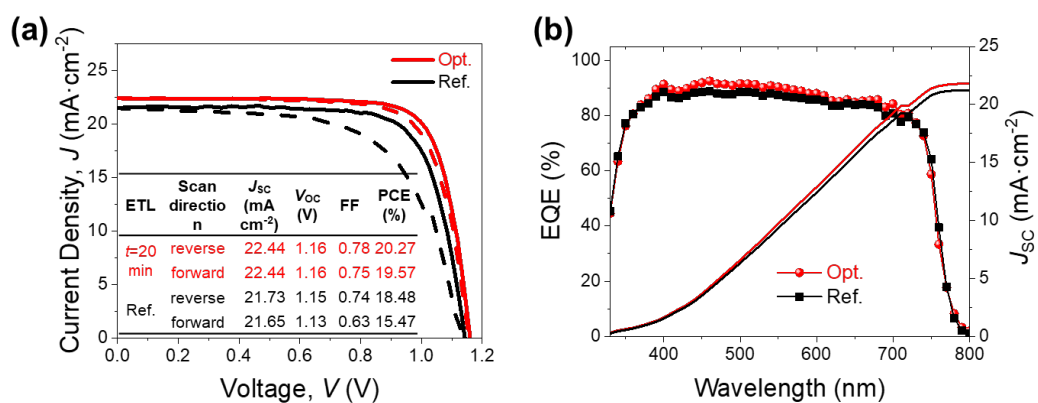 (a)
Current Density, J (mA·cm⁻²)
25
20
15
10
5
0
Opt.
Ref.
ETL Scan directio n JSC (mA cm⁻²) VOC (V) FF PCE (%)
t=20 min
reverse 22.44 1.16 0.78 20.27
forward 22.44 1.16 0.75 19.57
Ref.
reverse 21.73 1.15 0.74 18.48
forward 21.65 1.13 0.63 15.47
0.0 0.2 0.4 0.6 0.8 1.0 1.2
Voltage, V (V)
(b)
EQE (%)
100
80
60
40
20
0
Opt.
Ref.
25
20
15
10
5
0
JSC (mA·cm⁻²)
400 500 600 700 800
Wavelength (nm)